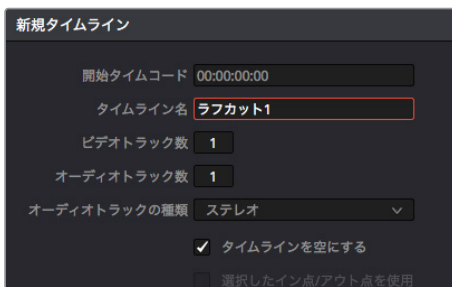 新規タイムライン
開始タイムコード 00:00:00:00
タイムライン名 ラフカット1
ビデオトラック数 1
オーディオトラック数 1
オーディオトラックの種類 ステレオ
タイムラインを空にする
選択したイン点/アウト点を使用